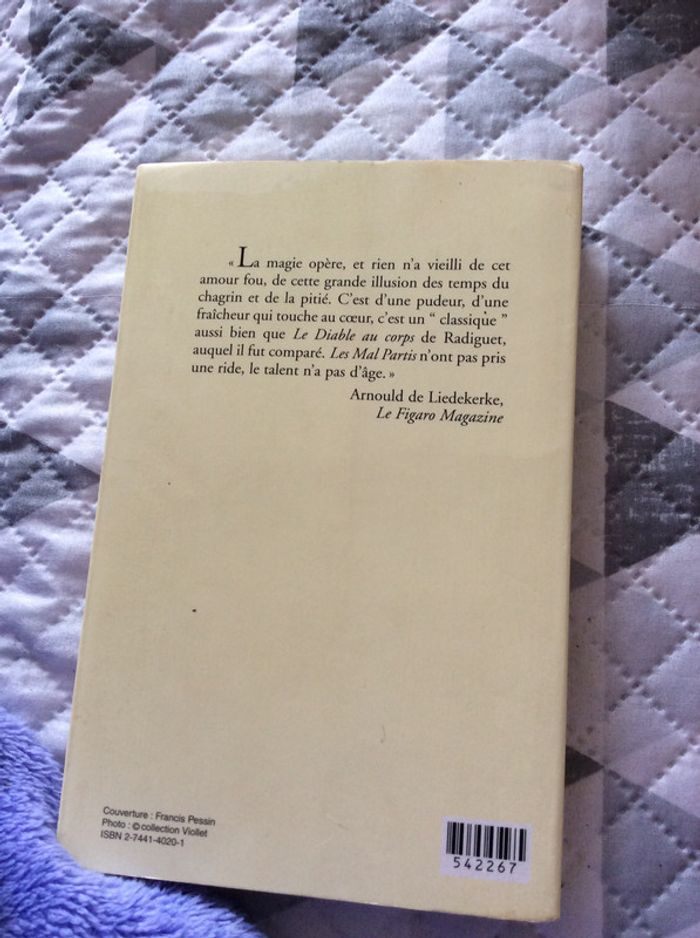 « La magie opère, et rien n'a vieilli de cet
amour fou, de cette grande illusion des temps du
chagrin et de la pitié. C'est d'une pudeur, d'une
fraîcheur qui touche au cœur, c'est un “ classique ”
aussi bien que Le Diable au corps de Radiguet,
auquel il fut comparé. Les Mal Partis n'ont pas pris
une ride, le talent n'a pas d'âge. »
Arnould de Liedekerke,
Le Figaro Magazine
Couverture : Francis Pessin
Photo : © collection Viollet
ISBN 2-7441-4020-1
542267